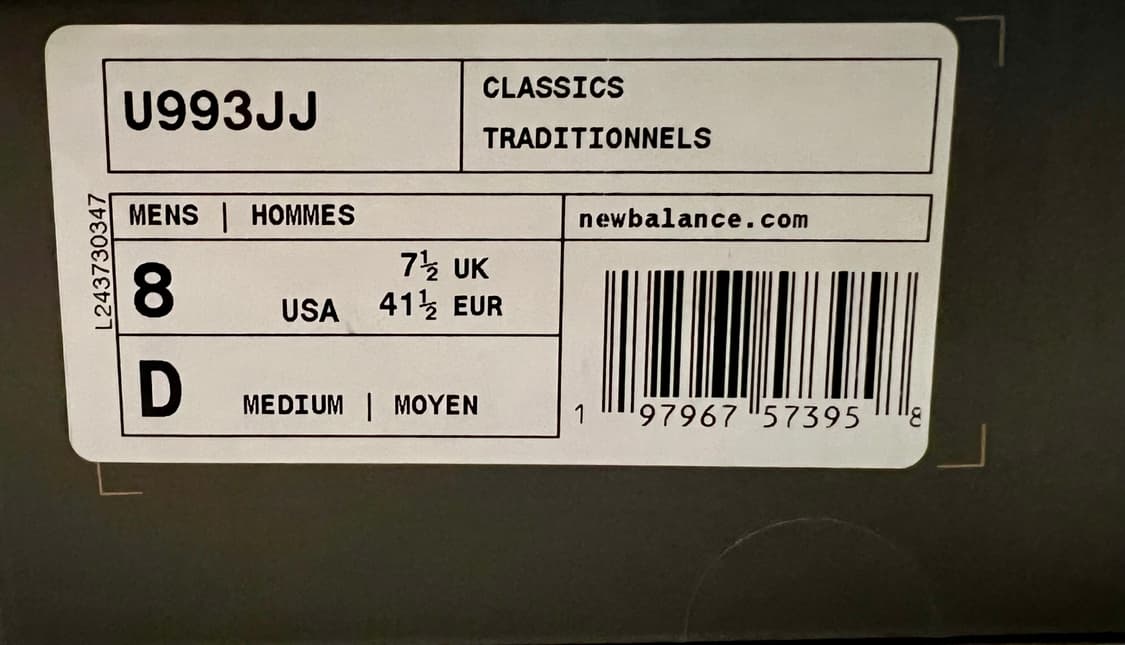 U993JJ
CLASSICS
TRADITIONNELS
L243730347
MENS | HOMMES
newbalance.com
8 USA
7½ UK
41½ EUR
D MEDIUM | MOYEN
1 97967 57395 8